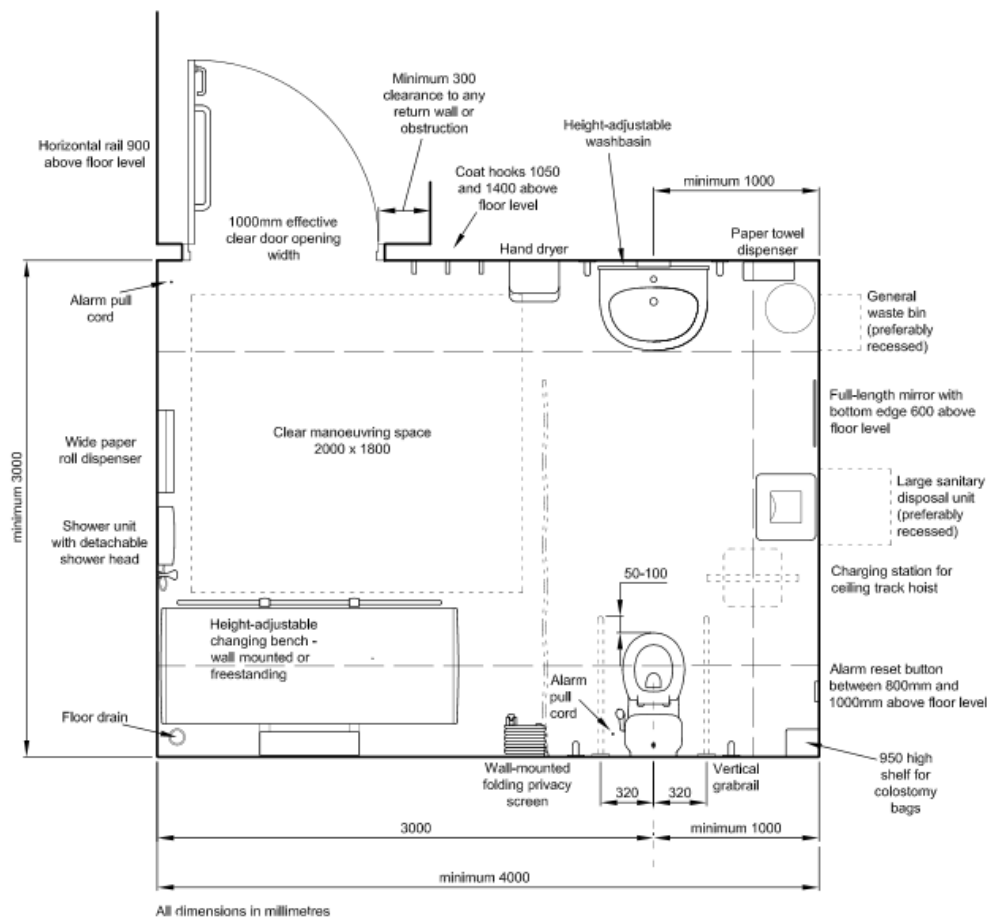 Minimum 300
clearance to any
return wall or
obstruction
Height-adjustable
washbasin
Horizontal rail 900
above floor level
Coat hooks 1050
and 1400 above
floor level
minimum 1000
1000mm effective
clear door opening
width
Hand dryer
Paper towel
dispenser
Alarm pull
cord
General
waste bin
(preferably
recessed)
Full-length mirror with
bottom edge 600 above
floor level
Clear manoeuvring space
2000 x 1800
Wide paper
roll dispenser
minimum 3000
Large sanitary
disposal unit
(preferably
recessed)
Shower unit
with detachable
shower head
50-100
Charging station for
ceiling track hoist
Height-adjustable
changing bench -
wall mounted or
freestanding
Alarm
pull
cord
Alarm reset button
between 800mm and
1000mm above floor level
Floor drain
Wall-mounted
folding privacy
screen
320
320
Vertical
grabrail
950 high
shelf for
colostomy
bags
3000
minimum 1000
minimum 4000
All dimensions in millimetres